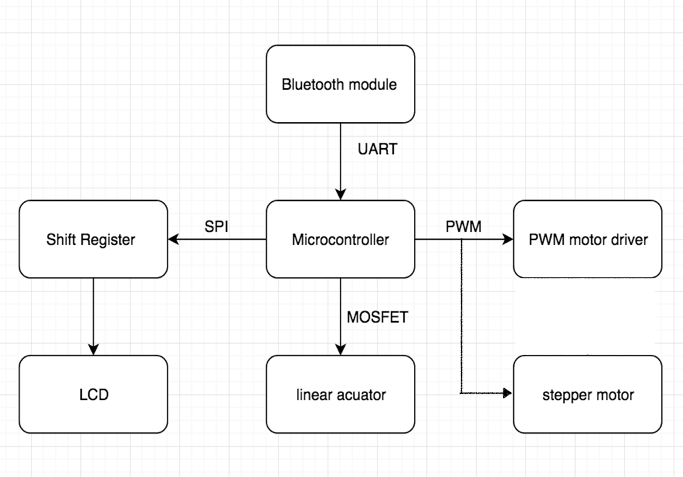 Bluetooth module
UART
Shift Register
SPI
Microcontroller
PWM
PWM motor driver
MOSFET
LCD
linear acuator
stepper motor